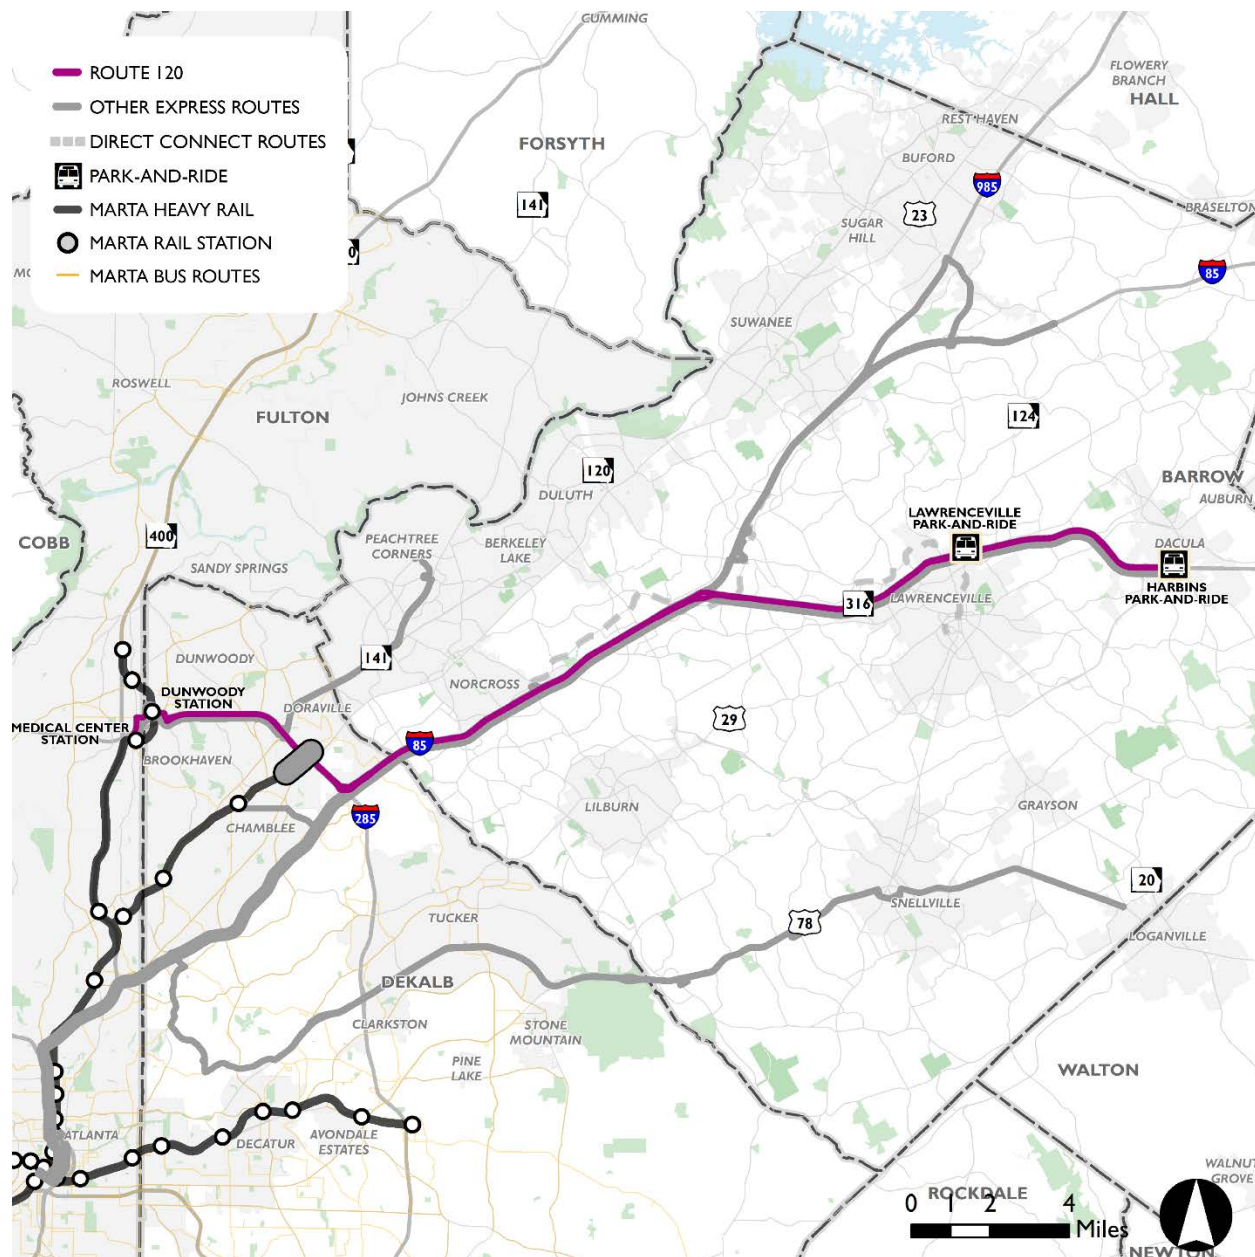 CUMMING
ROUTE 120
OTHER EXPRESS ROUTES
DIRECT CONNECT ROUTES
PARK-AND-RIDE
MARTA HEAVY RAIL
MARTA RAIL STATION
MARTA BUS ROUTES
FLOWERY
BRANCH
HALL
REST HAVEN
FORSYTH
BUFORD
985
141
23
SUGAR
HILL
BRASELTON
85
SUWANEE
ROSWELL
JOHNS CREEK
FULTON
124
120
DULUTH
BARROW
AUBURN
LAWRENCEVILLE
PARK-AND-RIDE
400
COBB
PEACHTREE
CORNERS
BERKELEY
LAKE
DACULA
SANDY SPRINGS
HARBINS
PARK-AND-RIDE
316
LAWRENCEVILLE
DUNWOODY
141
NORCROSS
DUNWOODY
STATION
DORAVILLE
MEDICAL CENTER
STATION
29
85
BROOKHAVEN
LILBURN
GRAYSON
285
CHAMBLEE
20
SNELLVILLE
TUCKER
78
LOGANVILLE
DEKALB
CLARKSTON
STONE
MOUNTAIN
PINE
LAKE
WALTON
ATLANTA
DECATUR
AVONDALE
ESTATES
WALNUT
GROVE
ROCKDALE
0 1 2 4
Miles
NEWTON